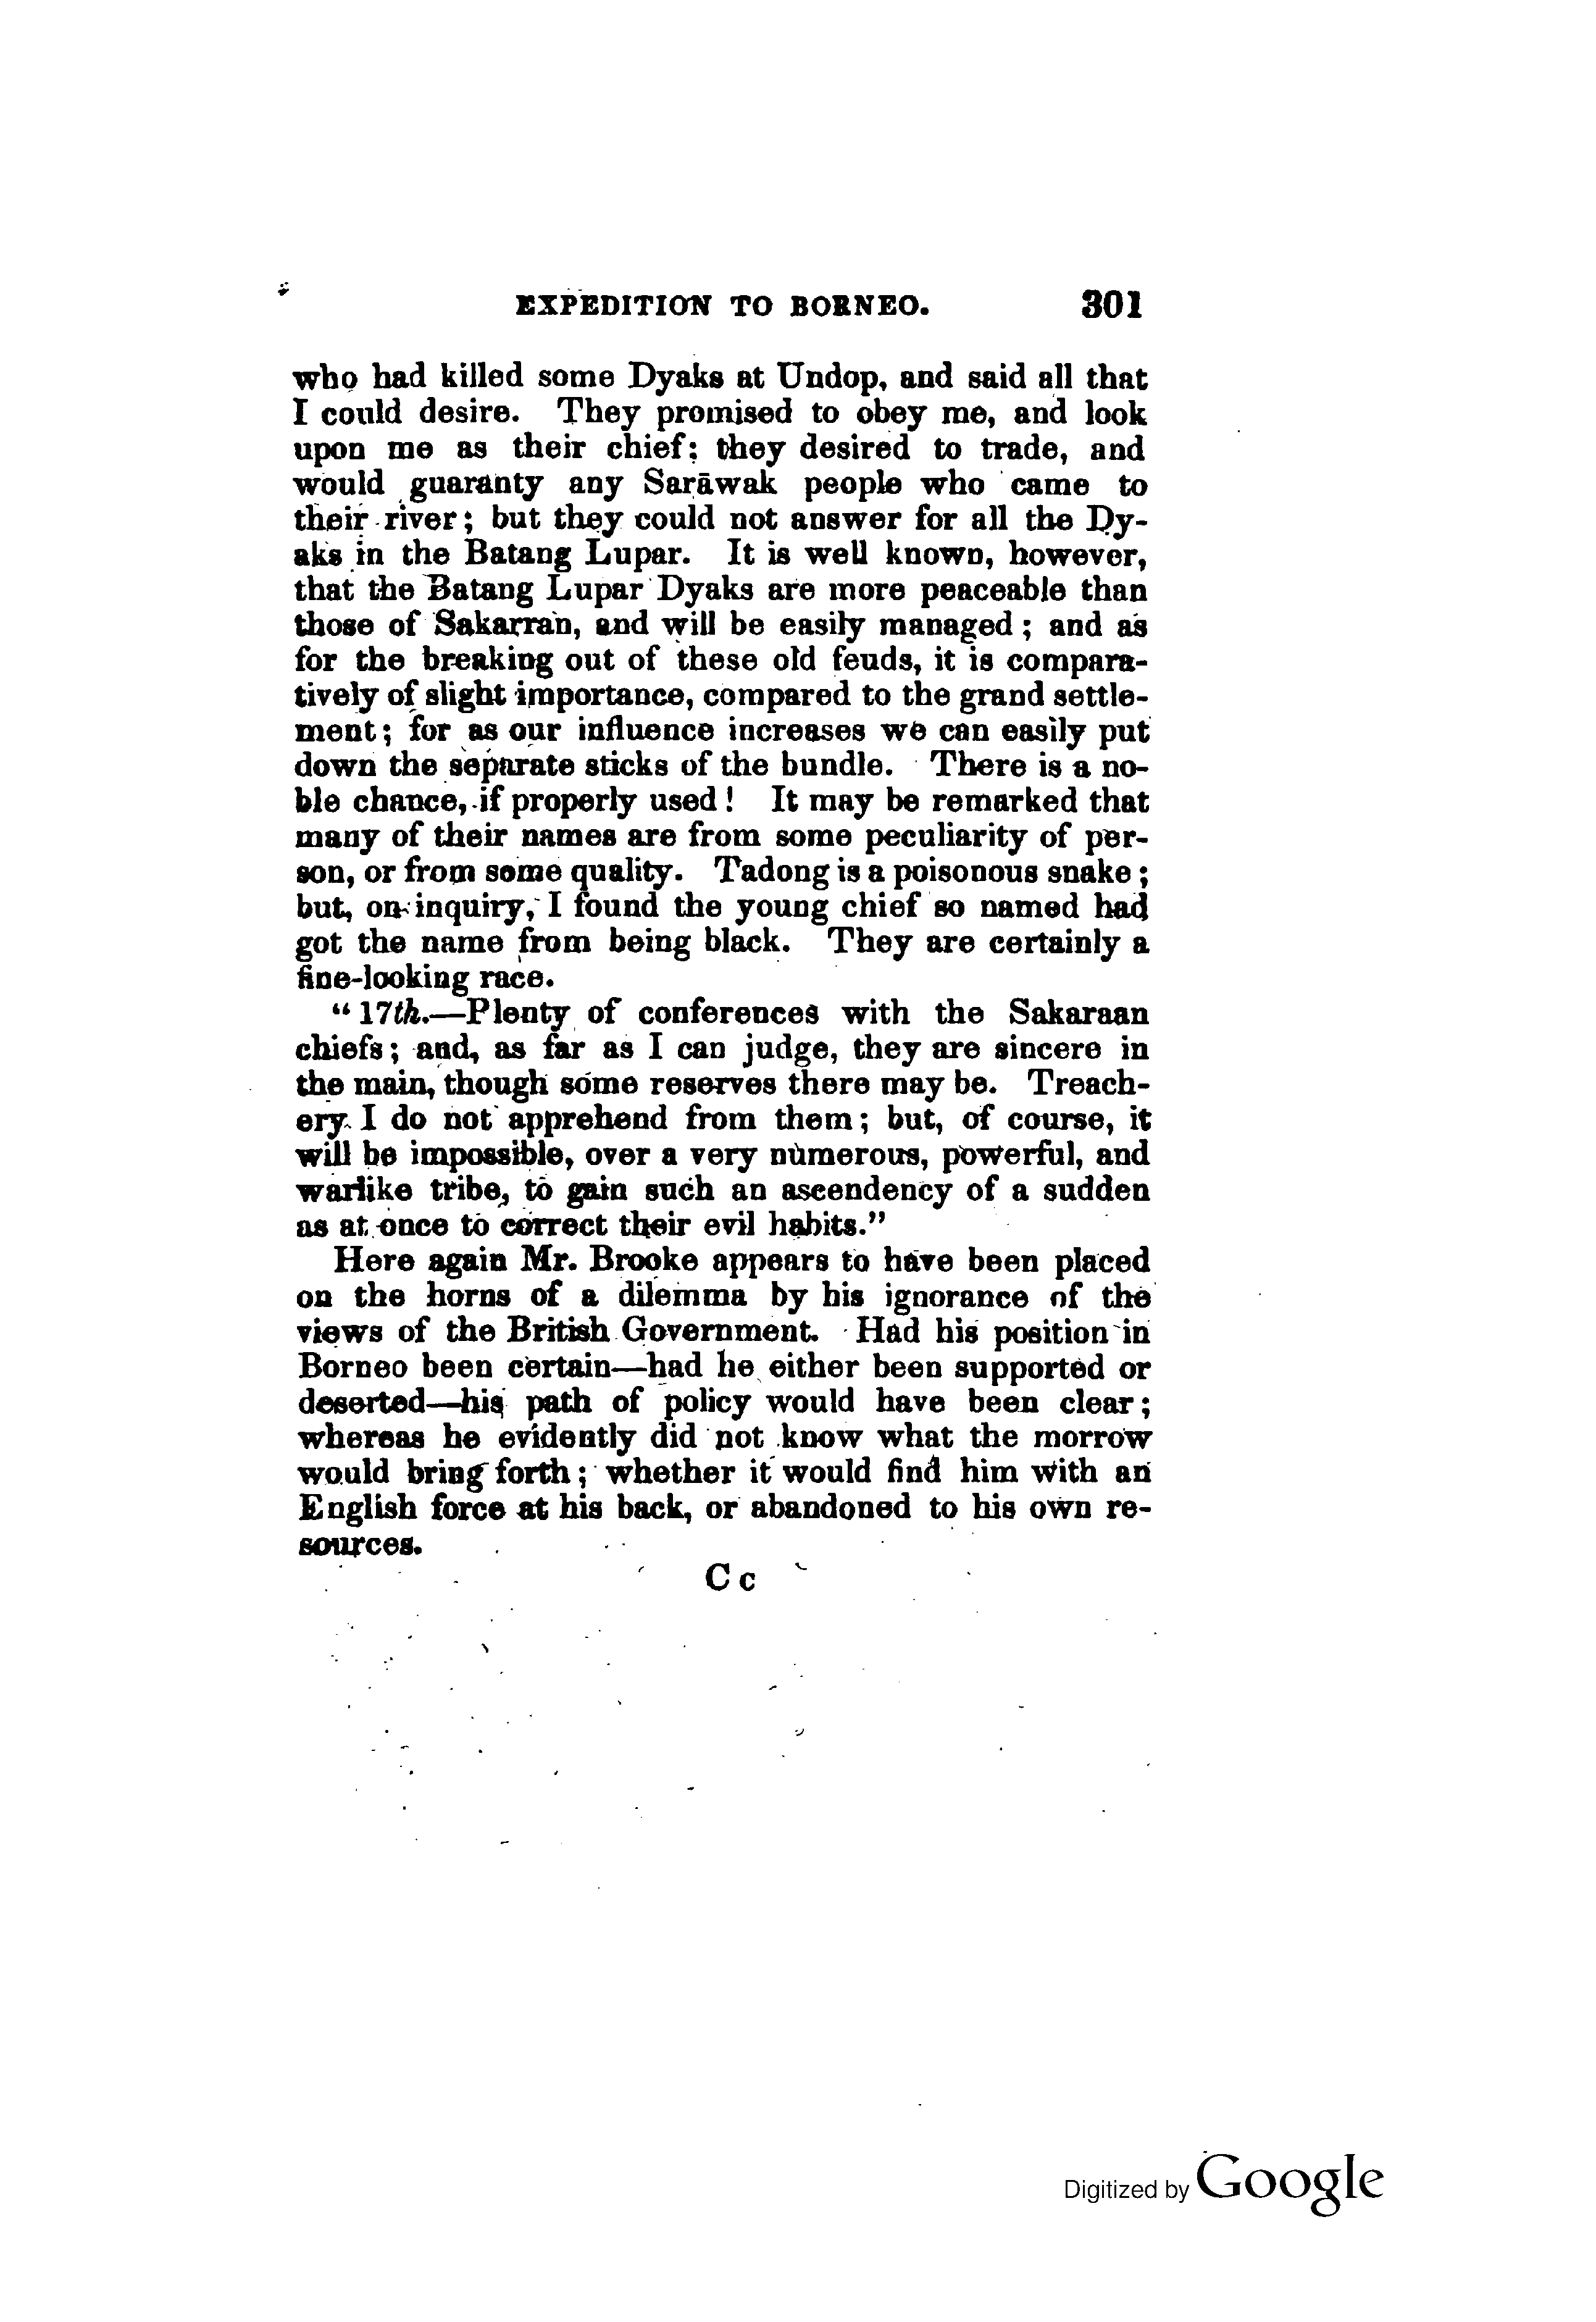 EXPEDITION TO BORNEO. 301
who had killed some Dyaks at Undop, and said all that
I could desire. They promised to obey me, and look
upon me as their chief; they desired to trade, and
would guaranty any Sarāwak people who came to
their river; but they could not answer for all the Dy-
aks in the Batang Lupar. It is well known, however,
that the Batang Lupar Dyaks are more peaceable than
those of Sakarran, and will be easily managed; and as
for the breaking out of these old feuds, it is compara-
tively of slight importance, compared to the grand settle-
ment; for as our influence increases we can easily put
down the separate sticks of the bundle. There is a no-
ble chance, if properly used! It may be remarked that
many of their names are from some peculiarity of per-
son, or from some quality. Tadong is a poisonous snake;
but, on inquiry, I found the young chief so named had
got the name from being black. They are certainly a
fine-looking race.
"17th.—Plenty of conferences with the Sakaraan
chiefs; and, as far as I can judge, they are sincere in
the main, though some reserves there may be. Treach-
ery I do not apprehend from them; but, of course, it
will be impossible, over a very numerous, powerful, and
warlike tribe, to gain such an ascendency of a sudden
as at once to correct their evil habits."
Here again Mr. Brooke appears to have been placed
on the horns of a dilemma by his ignorance of the
views of the British Government. Had his position in
Borneo been certain—had he either been supported or
deserted—his path of policy would have been clear;
whereas he evidently did not know what the morrow
would bring forth; whether it would find him with an
English force at his back, or abandoned to his own re-
sources.
C c
Digitized by Google